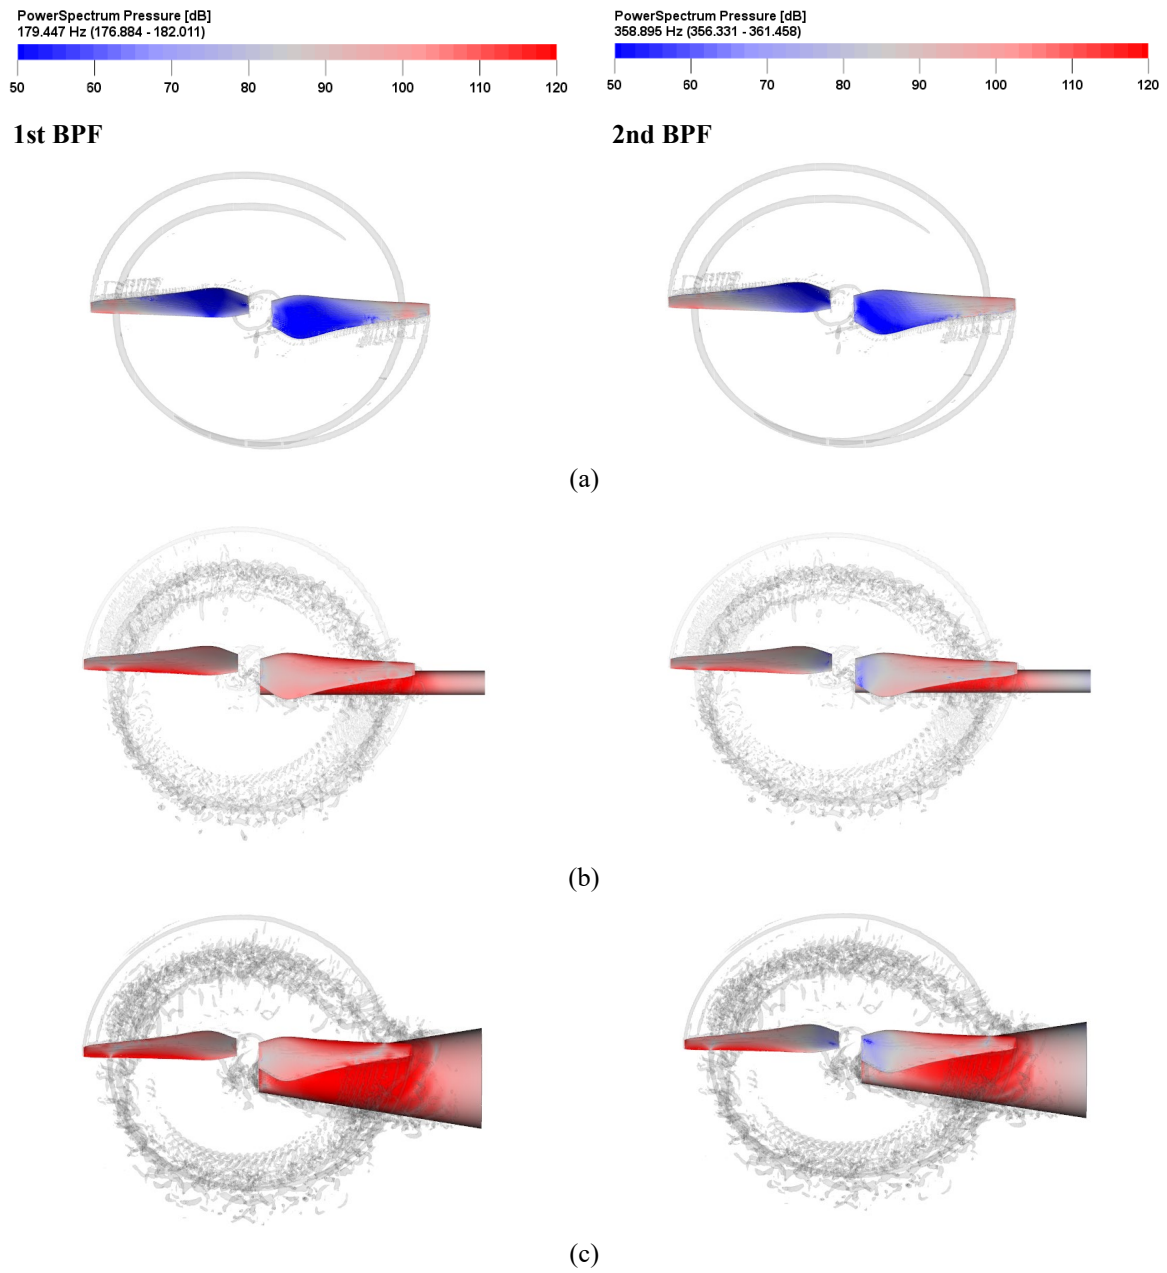 PowerSpectrum Pressure [dB]
179.447 Hz (176.884 - 182.011)
50 60 70 80 90 100 110 120
1st BPF
PowerSpectrum Pressure [dB]
358.895 Hz (356.331 - 361.458)
50 60 70 80 90 100 110 120
2nd BPF
(a)
(b)
(c)